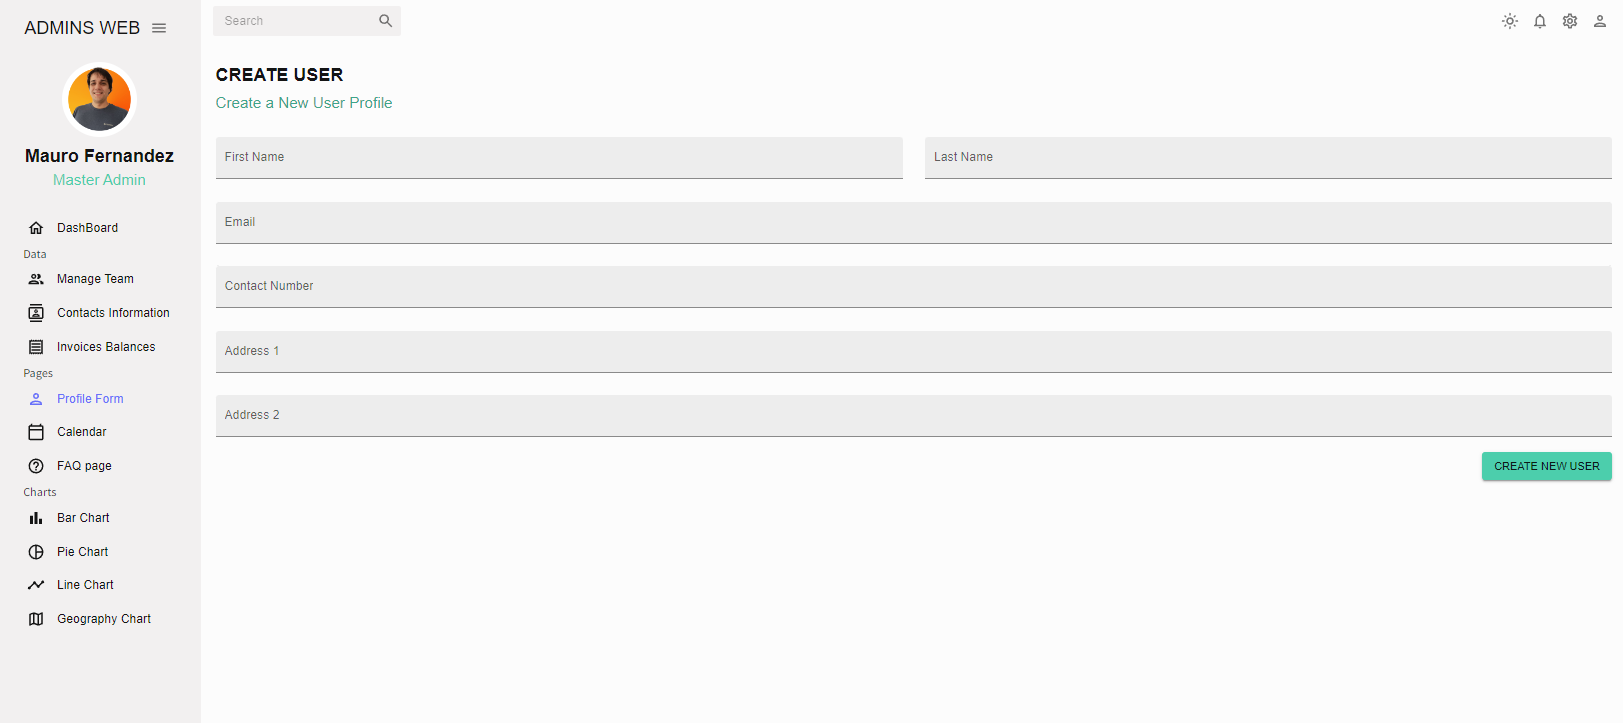 ADMINS WEB
Mauro Fernandez
Master Admin
DashBoard
Data
Manage Team
Contacts Information
Invoices Balances
Pages
Profile Form
Calendar
FAQ page
Charts
Bar Chart
Pie Chart
Line Chart
Geography Chart
Search
CREATE USER
Create a New User Profile
First Name
Last Name
Email
Contact Number
Address 1
Address 2
CREATE NEW USER